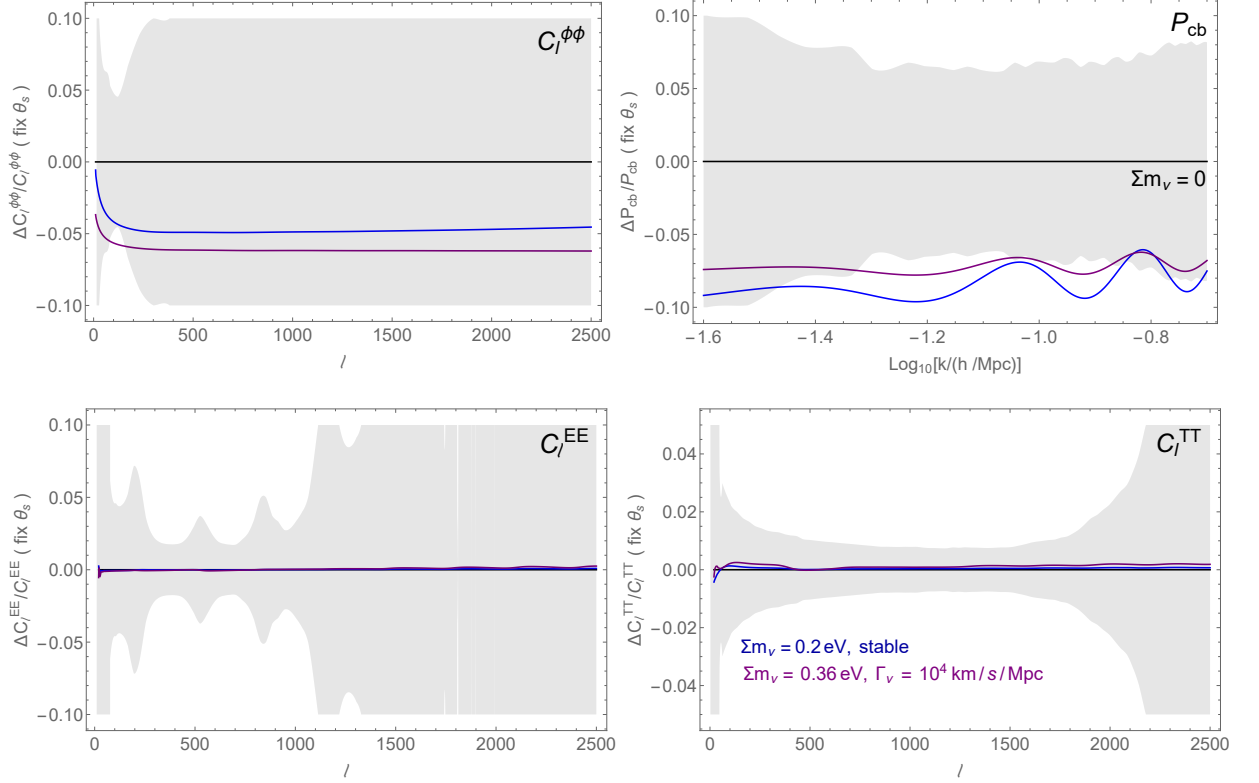 C_l^ϕϕ
ΔC_l^ϕϕ/C_l^ϕϕ ( fix θ_s )
0.10
0.05
0.00
−0.05
−0.10
0 500 1000 1500 2000 2500
l
P_cb
ΔP_cb/P_cb ( fix θ_s )
0.10
0.05
0.00
−0.05
−0.10
Σm_ν = 0
−1.6 −1.4 −1.2 −1.0 −0.8
Log_10[k/(h/Mpc)]
C_l^EE
ΔC_l^EE/C_l^EE ( fix θ_s )
0.10
0.05
0.00
−0.05
−0.10
0 500 1000 1500 2000 2500
l
C_l^TT
ΔC_l^TT/C_l^TT ( fix θ_s )
0.04
0.02
0.00
−0.02
−0.04
Σm_ν = 0.2 eV, stable
Σm_ν = 0.36 eV, Γ_ν = 10^4 km/s/Mpc
0 500 1000 1500 2000 2500
l